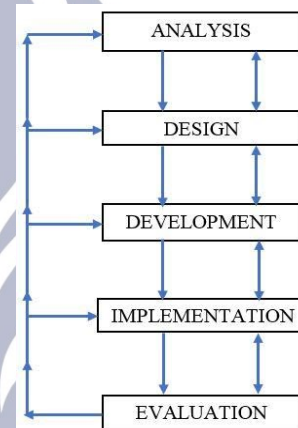 ANALYSIS
DESIGN
DEVELOPMENT
IMPLEMENTATION
EVALUATION